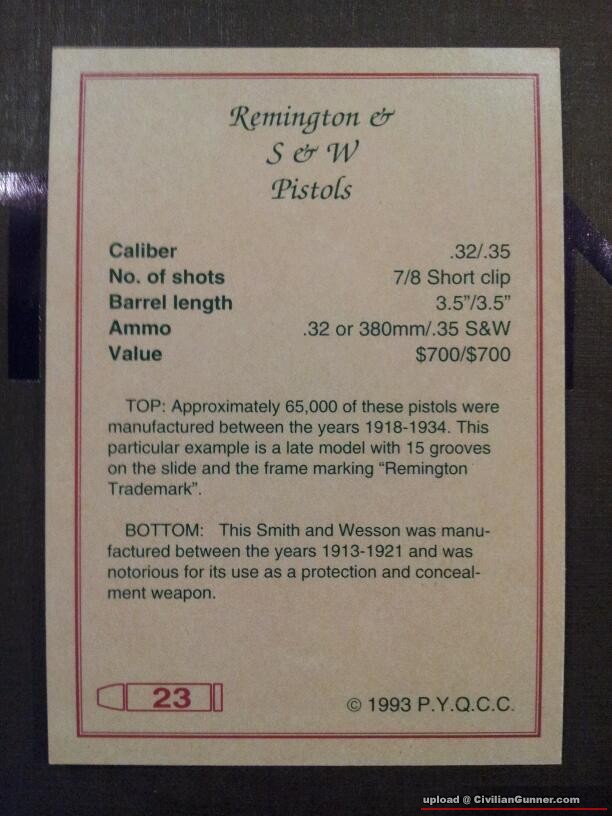 Remington &
S & W
Pistols
Caliber .32/.35
No. of shots 7/8 Short clip
Barrel length 3.5”/3.5”
Ammo .32 or 380mm/.35 S&W
Value $700/$700
TOP: Approximately 65,000 of these pistols were
manufactured between the years 1918-1934. This
particular example is a late model with 15 grooves
on the slide and the frame marking “Remington
Trademark”.
BOTTOM: This Smith and Wesson was manu-
factured between the years 1913-1921 and was
notorious for its use as a protection and conceal-
ment weapon.
23
© 1993 P.Y.Q.C.C.
upload @ CivilianGunner.com